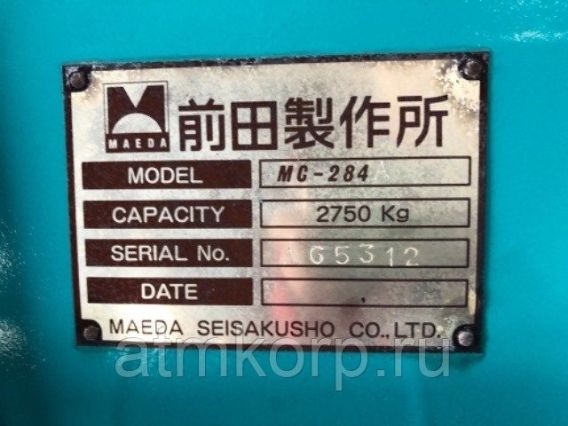 MAEDA
前田製作所
MODEL MC-284
CAPACITY 2750 Kg
SERIAL No. 165312
DATE
MAEDA SEISAKUSHO CO.,LTD.
atmkorp.ru